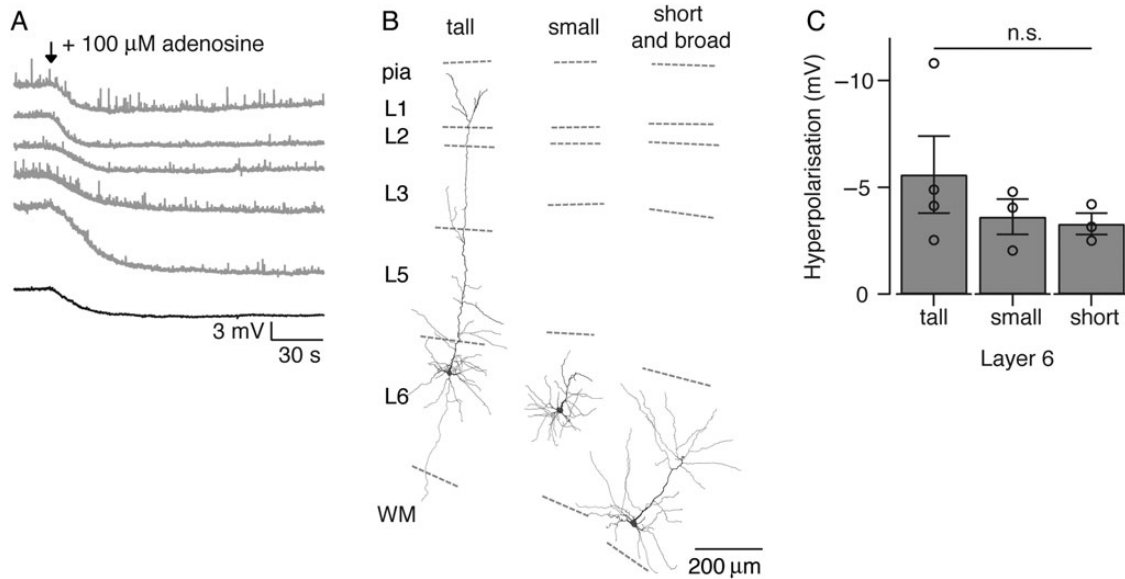 A
+ 100 μM adenosine
3 mV
30 s
B
tall
small
short
and broad
pia
L1
L2
L3
L5
L6
WM
200 μm
C
n.s.
Hyperpolarisation (mV)
−10
−5
0
tall
small
short
Layer 6